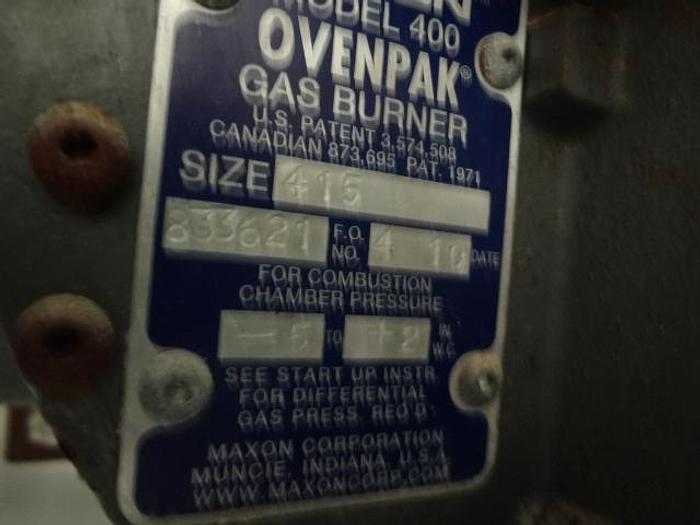 MODEL 400
OVENPAK®
GAS BURNER
U.S. PATENT 3,574,508
CANADIAN 873,695 PAT. 1971
SIZE 415
833621 F.O. NO. 4 10 DATE
FOR COMBUSTION
CHAMBER PRESSURE
-5 TO +2 IN W.C.
SEE START UP INSTR.
FOR DIFFERENTIAL
GAS PRESS. REQ'D.
MAXON CORPORATION
MUNCIE, INDIANA, U.S.A.
WWW.MAXONCORP.COM